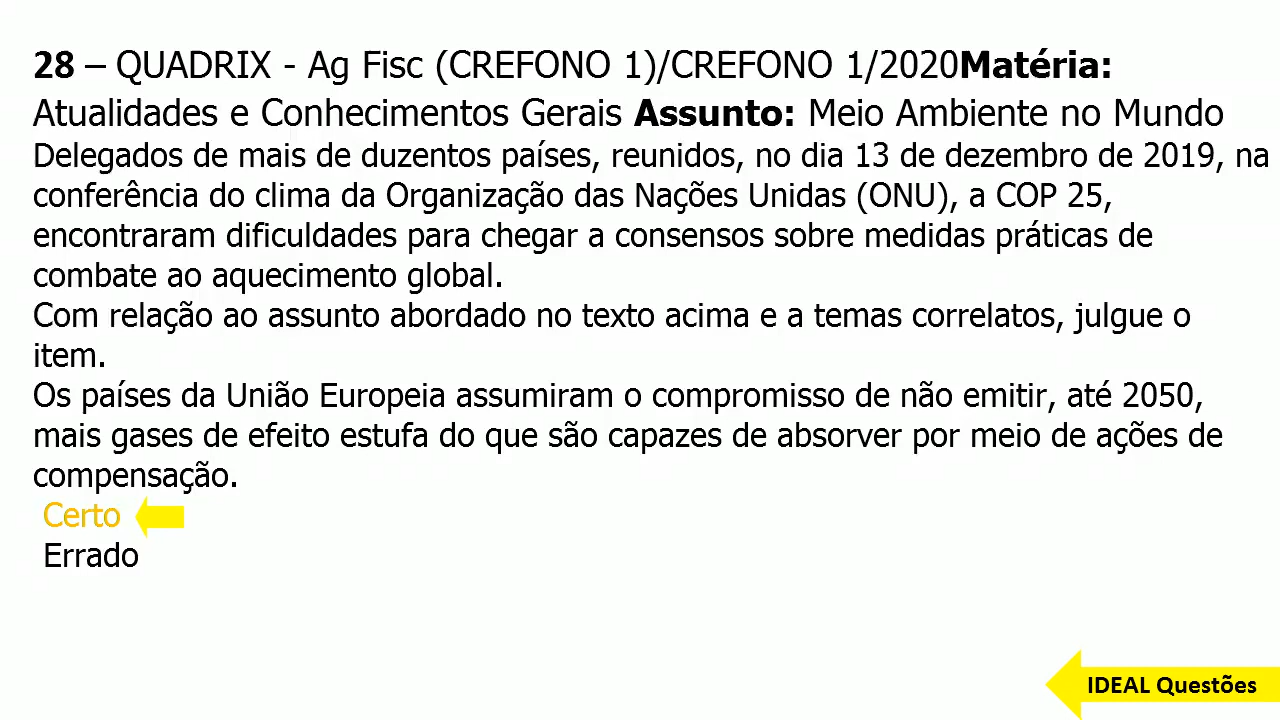 28 – QUADRIX - Ag Fisc (CREFONO 1)/CREFONO 1/2020Matéria:
Atualidades e Conhecimentos Gerais Assunto: Meio Ambiente no Mundo
Delegados de mais de duzentos países, reunidos, no dia 13 de dezembro de 2019, na
conferência do clima da Organização das Nações Unidas (ONU), a COP 25,
encontraram dificuldades para chegar a consensos sobre medidas práticas de
combate ao aquecimento global.
Com relação ao assunto abordado no texto acima e a temas correlatos, julgue o
item.
Os países da União Europeia assumiram o compromisso de não emitir, até 2050,
mais gases de efeito estufa do que são capazes de absorver por meio de ações de
compensação.
Certo
Errado
IDEAL Questões